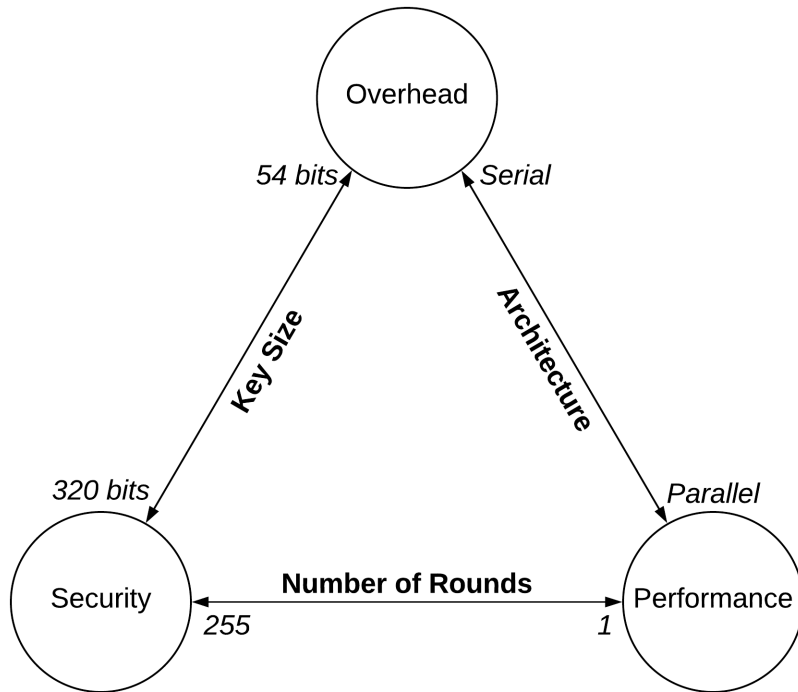 Overhead
54 bits
Serial
Key Size
Architecture
320 bits
Parallel
Security
Number of Rounds
Performance
255
1